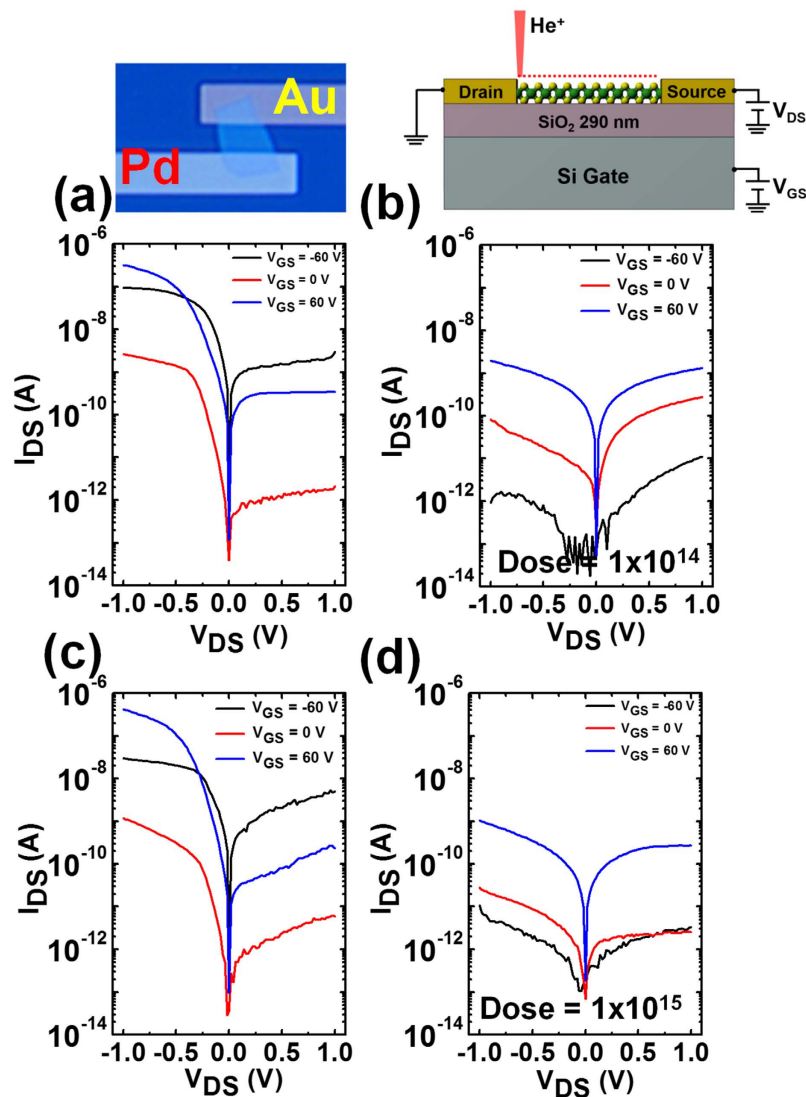 Au
Pd
(a)
He⁺
Drain
Source
SiO₂ 290 nm
Si Gate
V_DS
V_GS
(b)
10⁻⁶
10⁻⁸
10⁻¹⁰
10⁻¹²
10⁻¹⁴
I_DS (A)
V_GS = -60 V
V_GS = 0 V
V_GS = 60 V
-1.0 -0.5 0.0 0.5 1.0
V_DS (V)
10⁻⁶
10⁻⁸
10⁻¹⁰
10⁻¹²
10⁻¹⁴
I_DS (A)
V_GS = -60 V
V_GS = 0 V
V_GS = 60 V
Dose = 1x10¹⁴
-1.0 -0.5 0.0 0.5 1.0
V_DS (V)
(c)
10⁻⁶
10⁻⁸
10⁻¹⁰
10⁻¹²
10⁻¹⁴
I_DS (A)
V_GS = -60 V
V_GS = 0 V
V_GS = 60 V
-1.0 -0.5 0.0 0.5 1.0
V_DS (V)
(d)
10⁻⁶
10⁻⁸
10⁻¹⁰
10⁻¹²
10⁻¹⁴
I_DS (A)
V_GS = -60 V
V_GS = 0 V
V_GS = 60 V
Dose = 1x10¹⁵
-1.0 -0.5 0.0 0.5 1.0
V_DS (V)